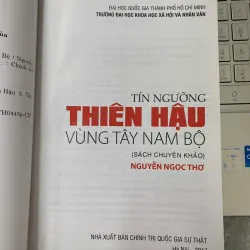 ĐẠI HỌC QUỐC GIA THÀNH PHỐ HỒ CHÍ MINH
TRƯỜNG ĐẠI HỌC KHOA HỌC XÃ HỘI VÀ NHÂN VĂN
TÍN NGƯỠNG
THIÊN HẬU
VÙNG TÂY NAM BỘ
(SÁCH CHUYÊN KHẢO)
NGUYỄN NGỌC THƠ
NHÀ XUẤT BẢN CHÍNH TRỊ QUỐC GIA SỰ THẬT